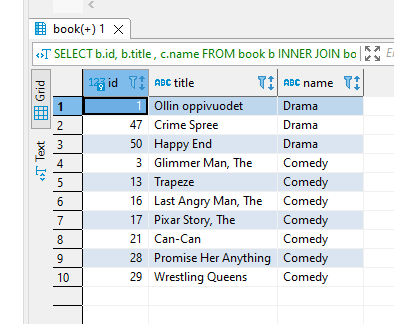 book(+) 1
SELECT b.id, b.title , c.name FROM book b INNER JOIN bo
Grid
Text
123 id ABC title ABC name
1 1 Ollin oppivuodet Drama
2 47 Crime Spree Drama
3 50 Happy End Drama
4 3 Glimmer Man, The Comedy
5 13 Trapeze Comedy
6 16 Last Angry Man, The Comedy
7 17 Pixar Story, The Comedy
8 21 Can-Can Comedy
9 28 Promise Her Anything Comedy
10 29 Wrestling Queens Comedy